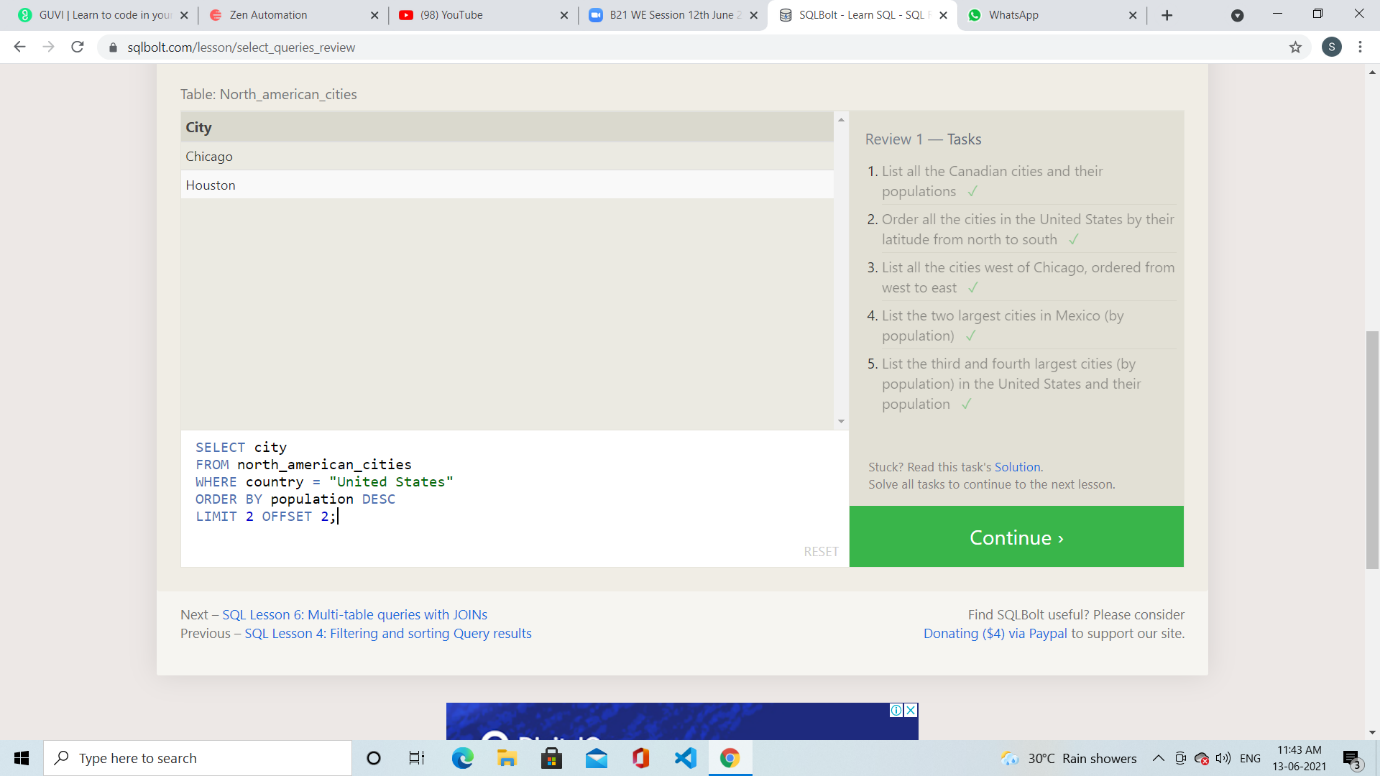 GUVI | Learn to code in your
Zen Automation
(98) YouTube
B21 WE Session 12th June 2
SQLBolt - Learn SQL - SQL
WhatsApp
sqlbolt.com/lesson/select_queries_review
S
Table: North_american_cities
City
Chicago
Houston
SELECT city
FROM north_american_cities
WHERE country = "United States"
ORDER BY population DESC
LIMIT 2 OFFSET 2;
RESET
Review 1 — Tasks
1. List all the Canadian cities and their
populations ✓
2. Order all the cities in the United States by their
latitude from north to south ✓
3. List all the cities west of Chicago, ordered from
west to east ✓
4. List the two largest cities in Mexico (by
population) ✓
5. List the third and fourth largest cities (by
population) in the United States and their
population ✓
Stuck? Read this task's Solution.
Solve all tasks to continue to the next lesson.
Continue ›
Next – SQL Lesson 6: Multi-table queries with JOINs
Previous – SQL Lesson 4: Filtering and sorting Query results
Find SQLBolt useful? Please consider
Donating ($4) via Paypal to support our site.
Type here to search
30°C Rain showers
ENG
11:43 AM
13-06-2021
3